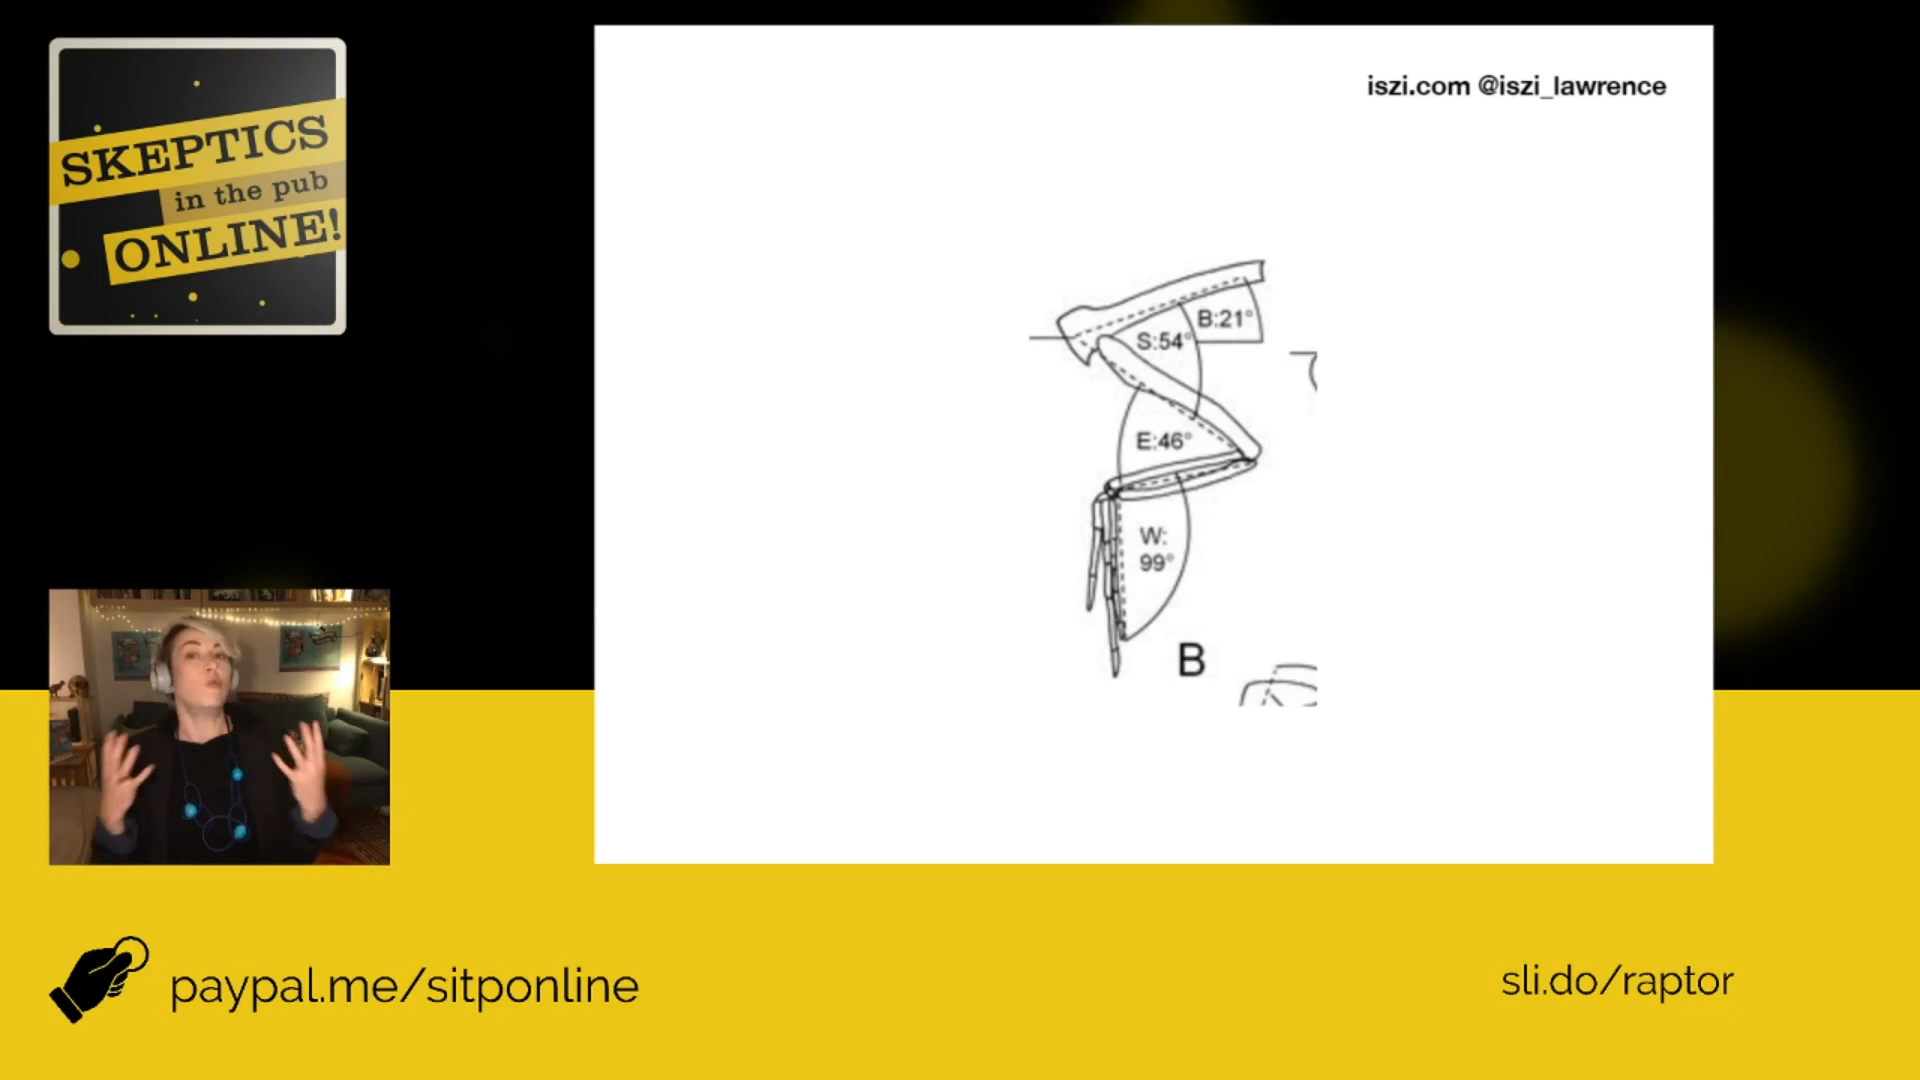 SKEPTICS
in the pub
ONLINE!
iszi.com @iszi_lawrence
B:21°
S:54°
E:46°
W:
99°
B
paypal.me/sitponline
sli.do/raptor